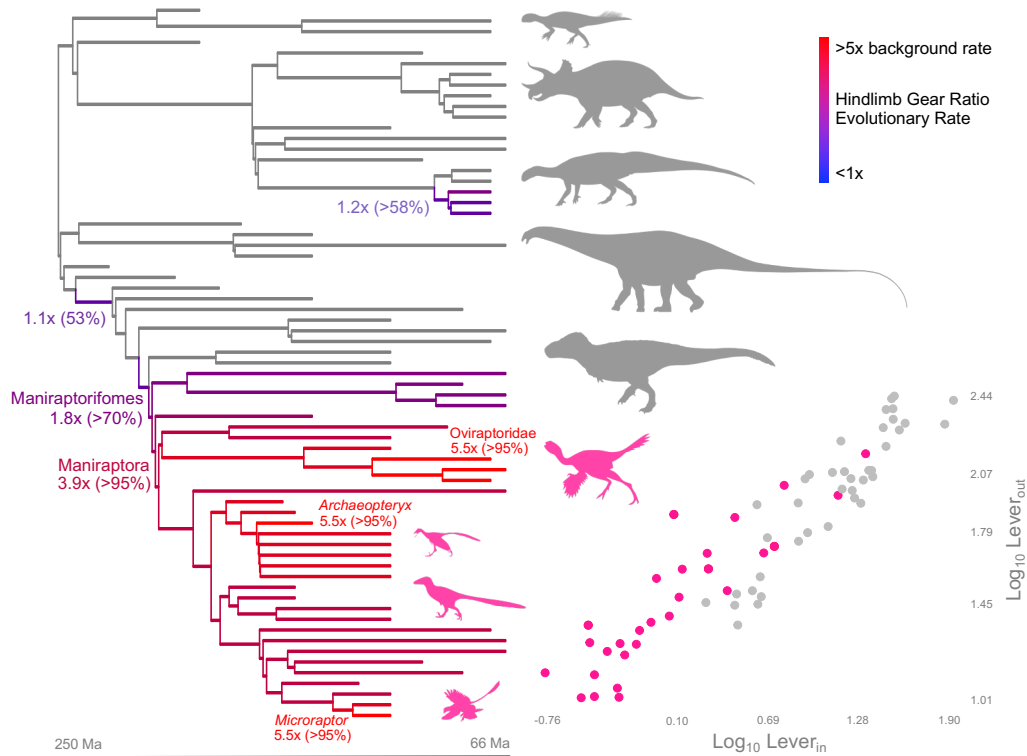 >5x background rate
Hindlimb Gear Ratio
Evolutionary Rate
<1x
1.2x (>58%)
1.1x (53%)
Maniraptorifomes
1.8x (>70%)
Maniraptora
3.9x (>95%)
Oviraptoridae
5.5x (>95%)
Archaeopteryx
5.5x (>95%)
Microraptor
5.5x (>95%)
250 Ma
66 Ma
2.44
2.07
1.79
1.45
1.01
Log10 Leverout
-0.76
0.10
0.69
1.28
1.90
Log10 Leverin